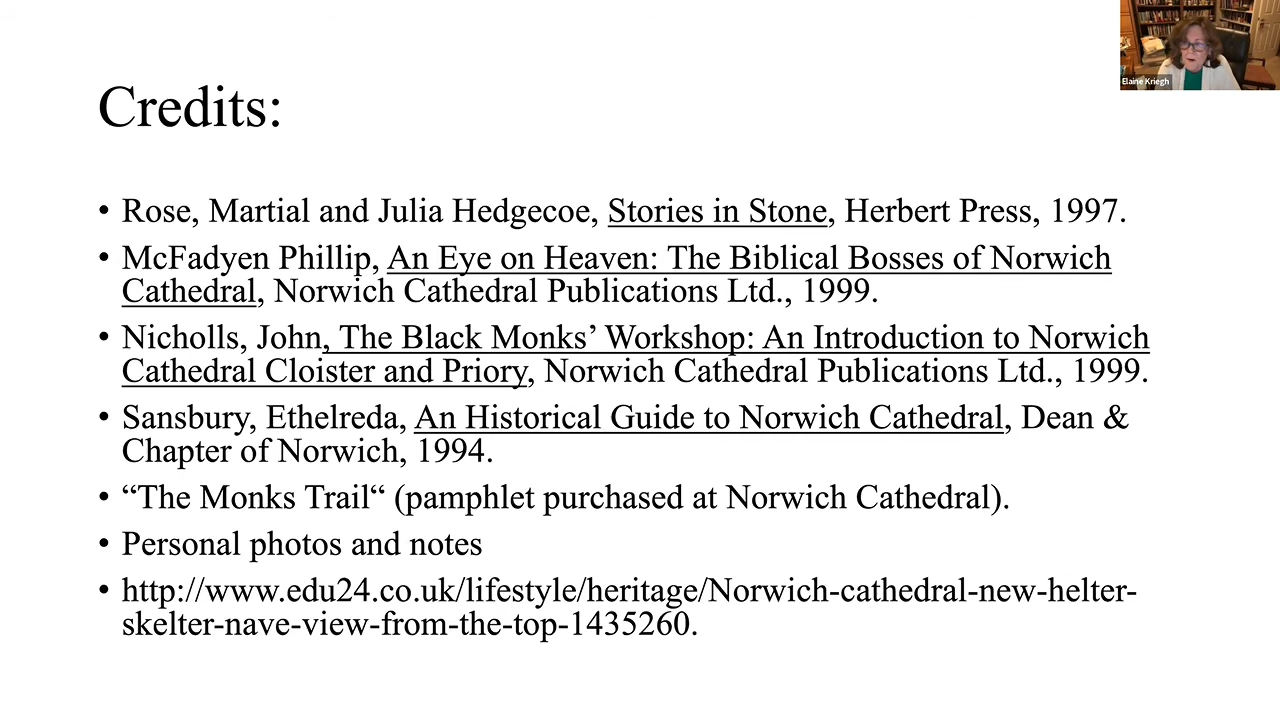 Elaine Kriegh
Credits:
• Rose, Martial and Julia Hedgecoe, Stories in Stone, Herbert Press, 1997.
• McFadyen Phillip, An Eye on Heaven: The Biblical Bosses of Norwich
Cathedral, Norwich Cathedral Publications Ltd., 1999.
• Nicholls, John, The Black Monks’ Workshop: An Introduction to Norwich
Cathedral Cloister and Priory, Norwich Cathedral Publications Ltd., 1999.
• Sansbury, Ethelreda, An Historical Guide to Norwich Cathedral, Dean &
Chapter of Norwich, 1994.
• “The Monks Trail“ (pamphlet purchased at Norwich Cathedral).
• Personal photos and notes
• http://www.edu24.co.uk/lifestyle/heritage/Norwich-cathedral-new-helter-
skelter-nave-view-from-the-top-1435260.